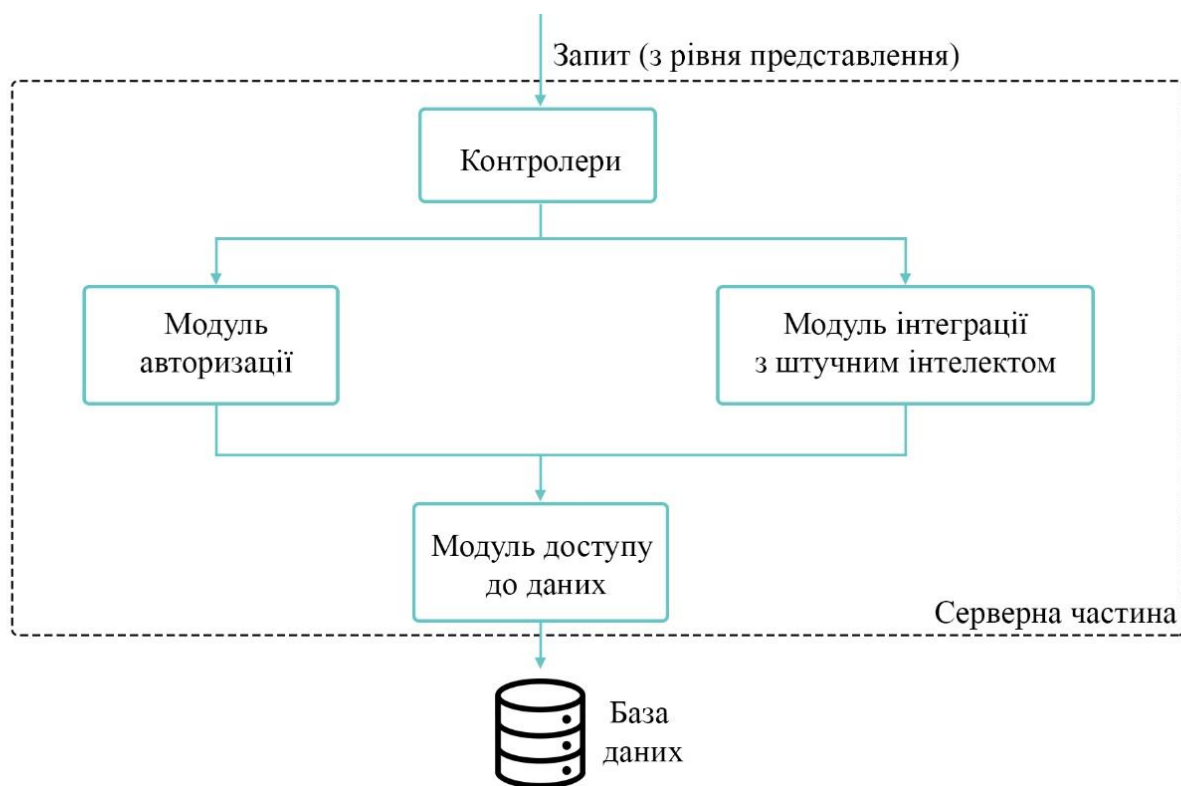 Запит (з рівня представлення)
Контролери
Модуль
авторизації
Модуль інтеграції
з штучним інтелектом
Модуль доступу
до даних
Серверна частина
База
даних